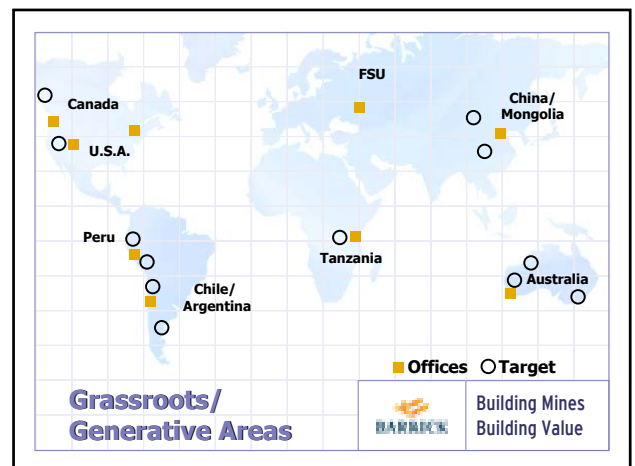 FSU
Canada
China/
Mongolia
U.S.A.
Peru
Tanzania
Australia
Chile/
Argentina
Offices
Target
Grassroots/
Generative Areas
BARRICK
Building Mines
Building Value